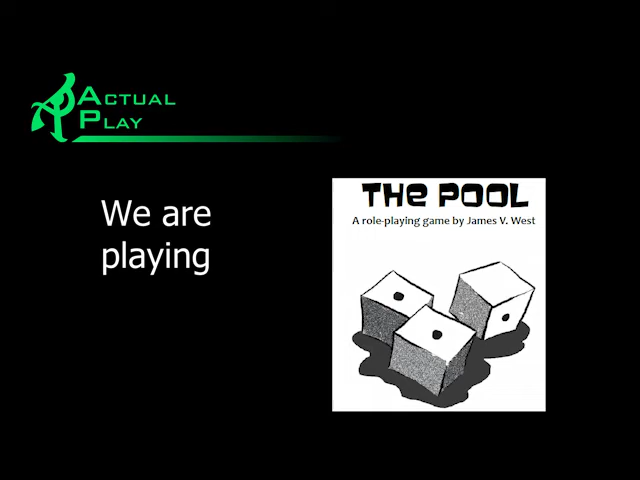 Actual
Play
We are
playing
THE POOL
A role-playing game by James V. West